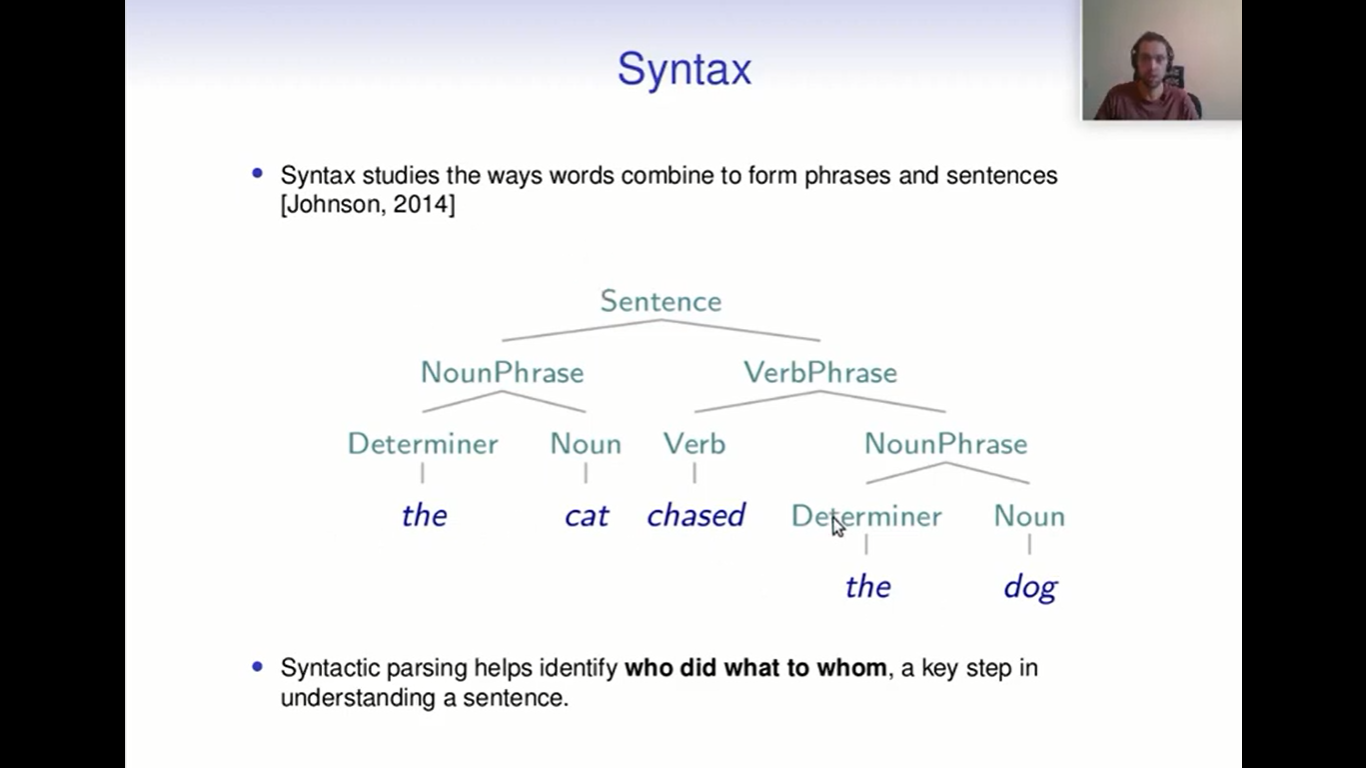 Syntax
• Syntax studies the ways words combine to form phrases and sentences
[Johnson, 2014]
Sentence
NounPhrase VerbPhrase
Determiner Noun Verb NounPhrase
the cat chased Determiner Noun
the dog
• Syntactic parsing helps identify who did what to whom, a key step in
understanding a sentence.